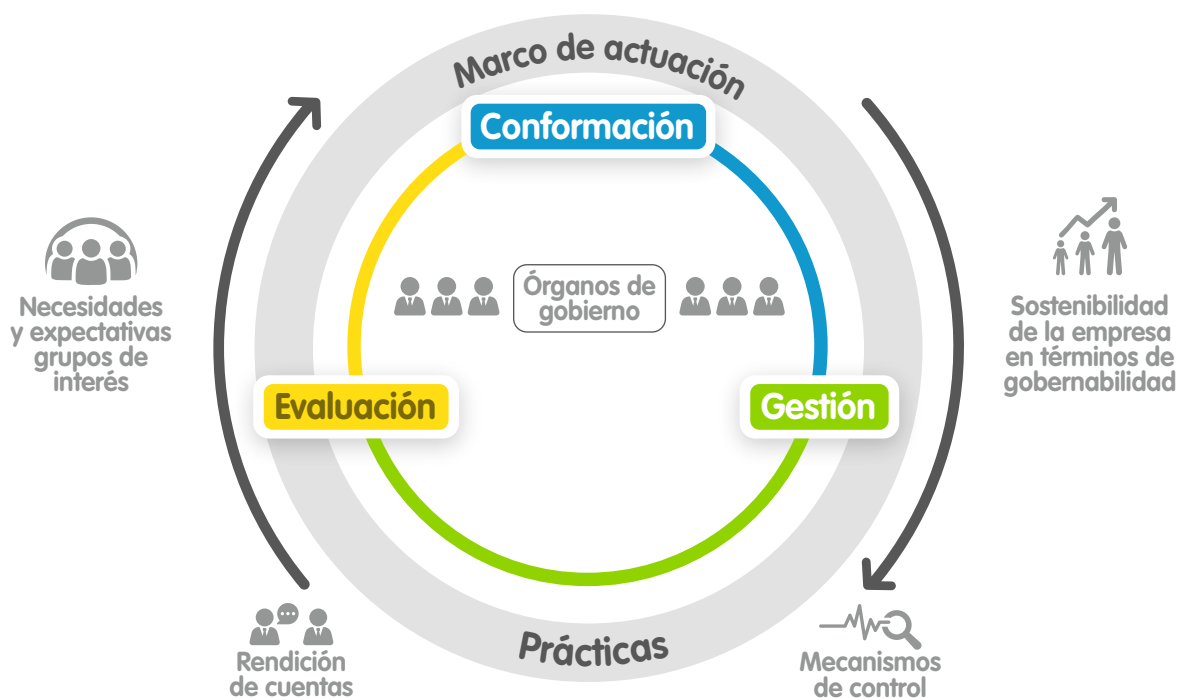 Marco de actuación
Conformación
Órganos de
gobierno
Necesidades
y expectativas
grupos de
interés
Sostenibilidad
de la empresa
en términos de
gobernabilidad
Evaluación
Gestión
Prácticas
Rendición
de cuentas
Mecanismos
de control